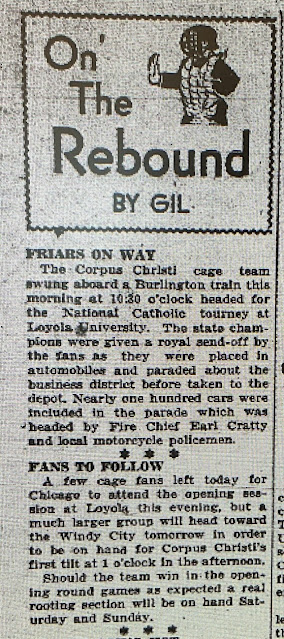 On'
The
Rebound
BY GIL
FRIARS ON WAY
The Corpus Christi cage team
swung aboard a Burlington train this
morning at 10:30 o'clock headed for
the National Catholic tourney at
Loyola University. The state cham-
pions were given a royal send-off by
the fans as they were placed in
automobiles and paraded about the
business district before taken to the
depot. Nearly one hundred cars were
included in the parade which was
headed by Fire Chief Earl Cratty
and local motorcycle policemen.
* * *
FANS TO FOLLOW
A few cage fans left today for
Chicago to attend the opening ses-
sion at Loyola this evening, but a
much larger group will head toward
the Windy City tomorrow in order
to be on hand for Corpus Christi's
first tilt at 1 o'clock in the afternoon.
Should the team win in the open-
ing round games as expected a real
rooting section will be on hand Sat-
urday and Sunday.
* * *